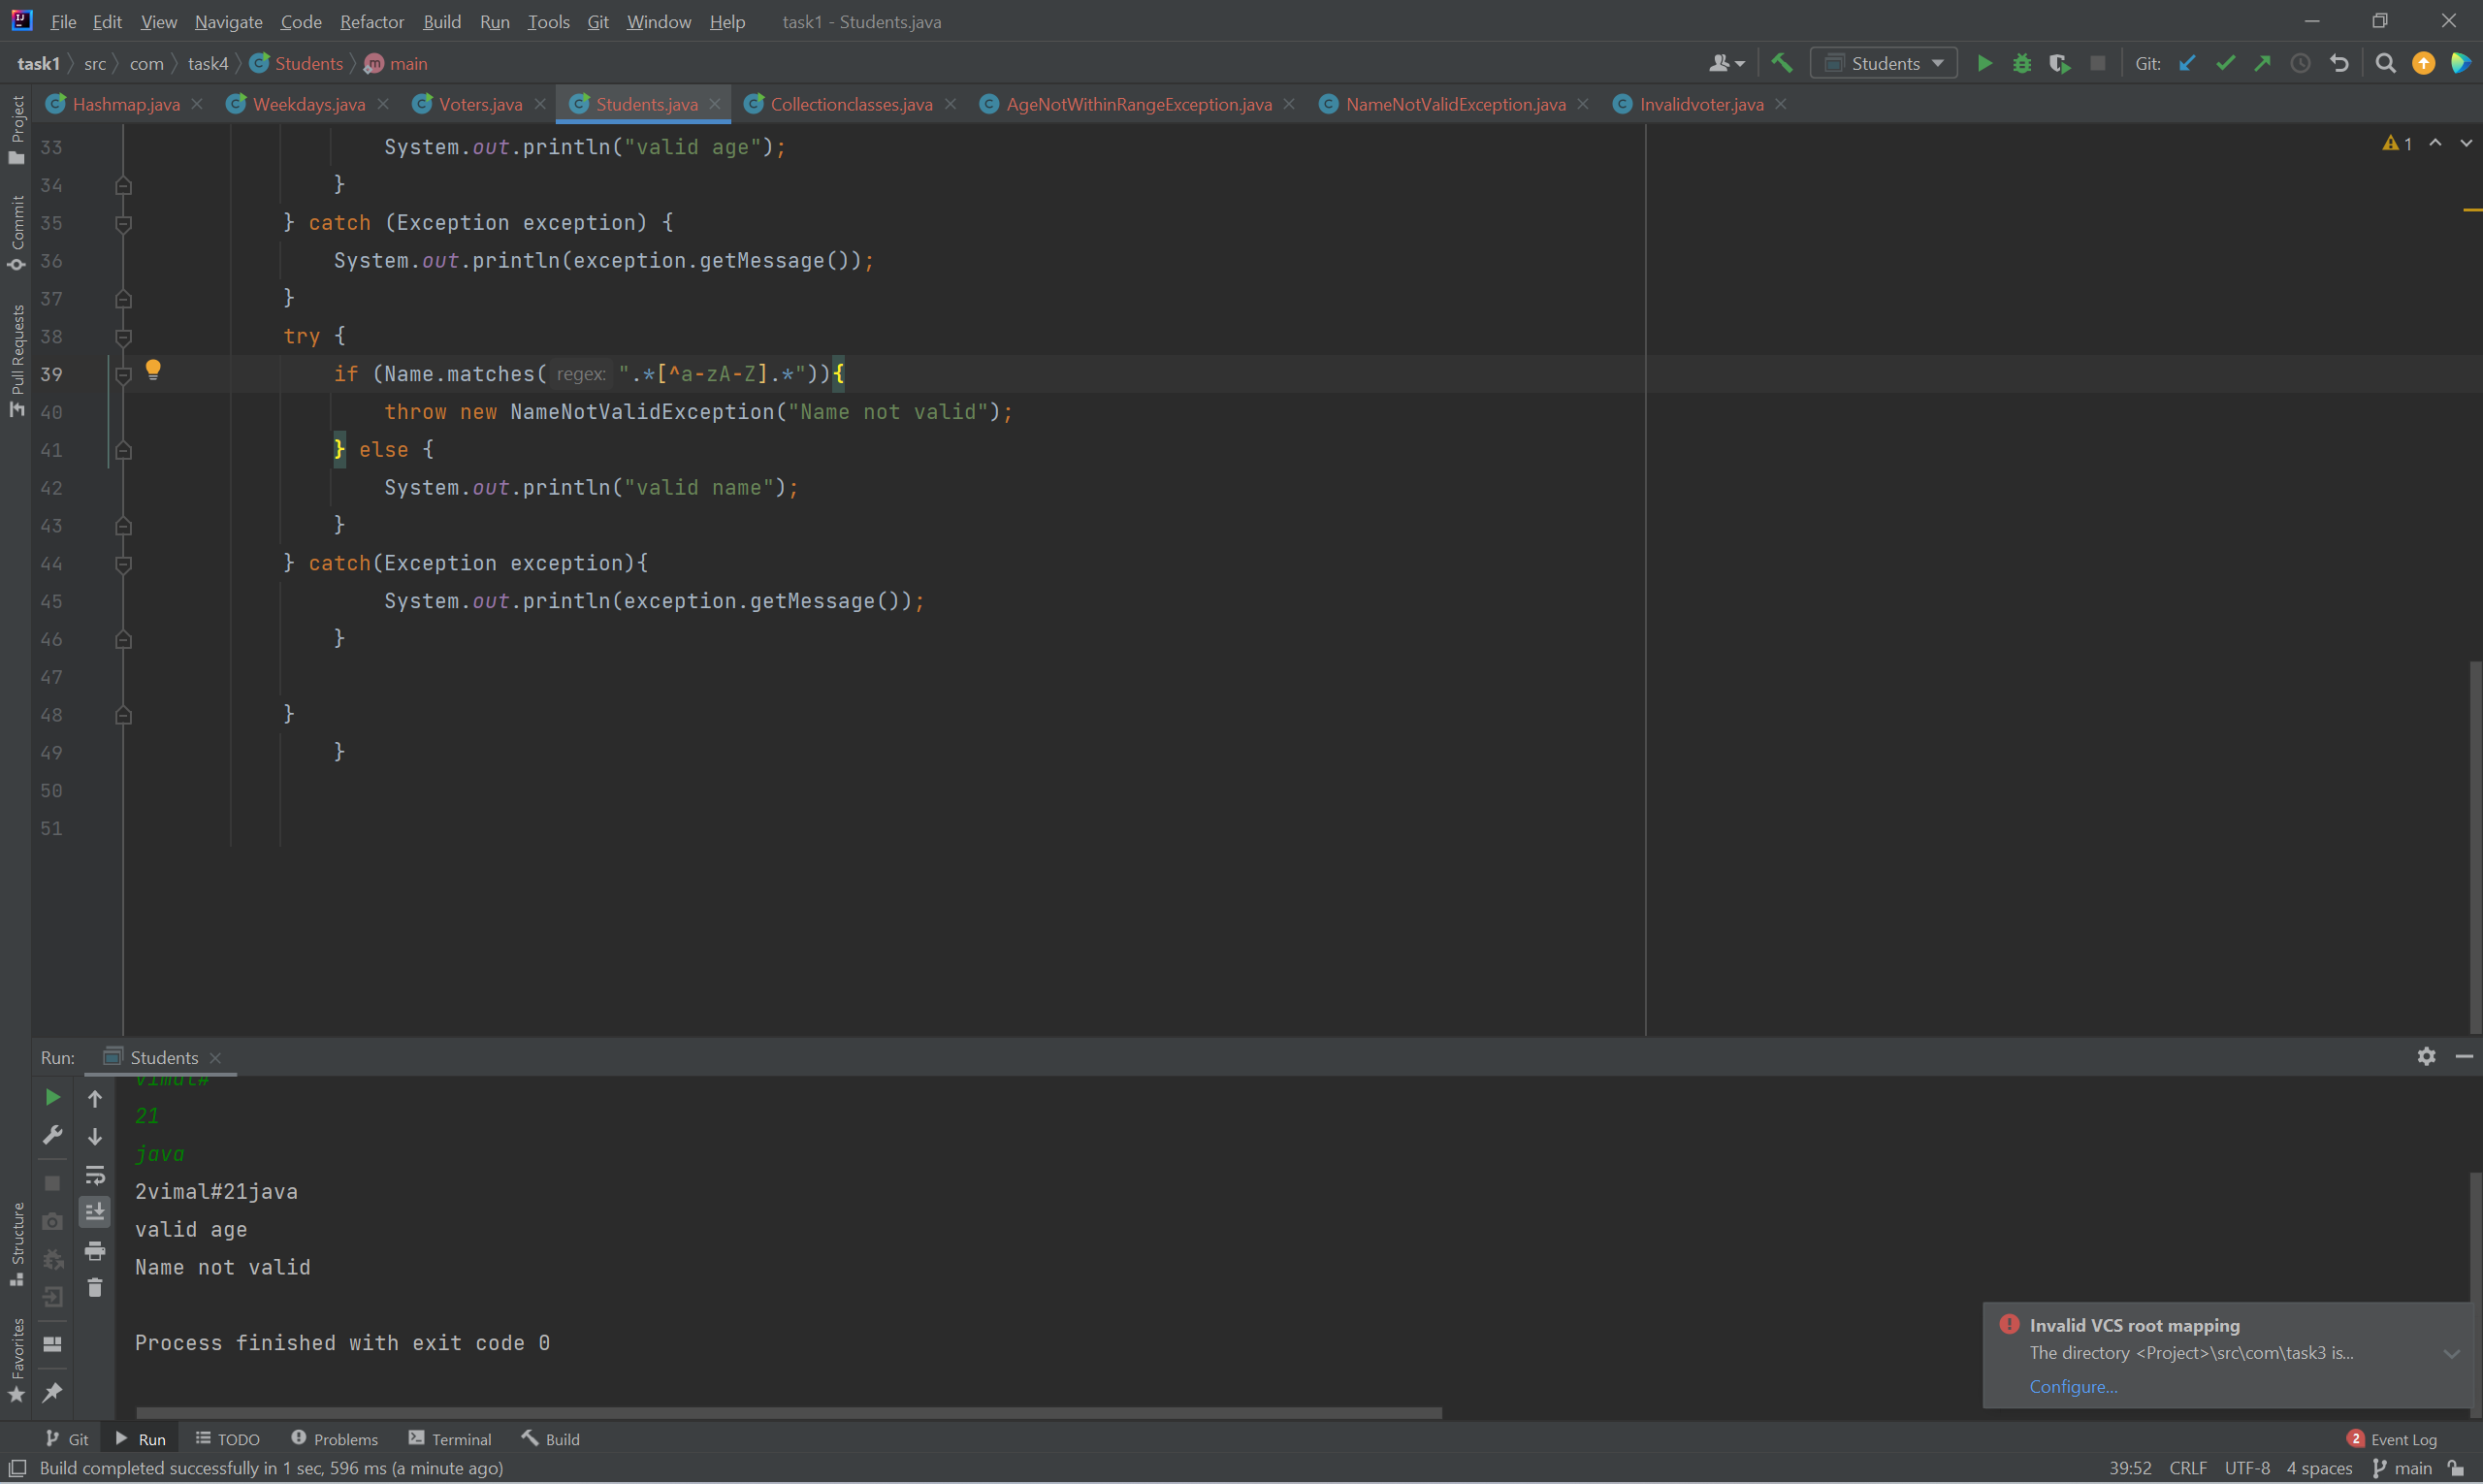 File Edit View Navigate Code Refactor Build Run Tools Git Window Help task1 - Students.java
task1 src com task4 Students main Students Git:
Hashmap.java Weekdays.java Voters.java Students.java Collectionclasses.java AgeNotWithinRangeException.java NameNotValidException.java Invalidvoter.java
Project
Commit
Pull Requests
1
33 System.out.println("valid age");
34 }
35 } catch (Exception exception) {
36 System.out.println(exception.getMessage());
37 }
38 try {
39 if (Name.matches( regex: ".*[^a-zA-Z].*")){
40 throw new NameNotValidException("Name not valid");
41 } else {
42 System.out.println("valid name");
43 }
44 } catch(Exception exception){
45 System.out.println(exception.getMessage());
46 }
47
48 }
49 }
50
51
Run: Students
vimal#
21
java
2vimal#21java
valid age
Name not valid
Process finished with exit code 0
Structure
Favorites
Invalid VCS root mapping
The directory <Project>\src\com\task3 is...
Configure...
Git Run TODO Problems Terminal Build 2 Event Log
Build completed successfully in 1 sec, 596 ms (a minute ago) 39:52 CRLF UTF-8 4 spaces main